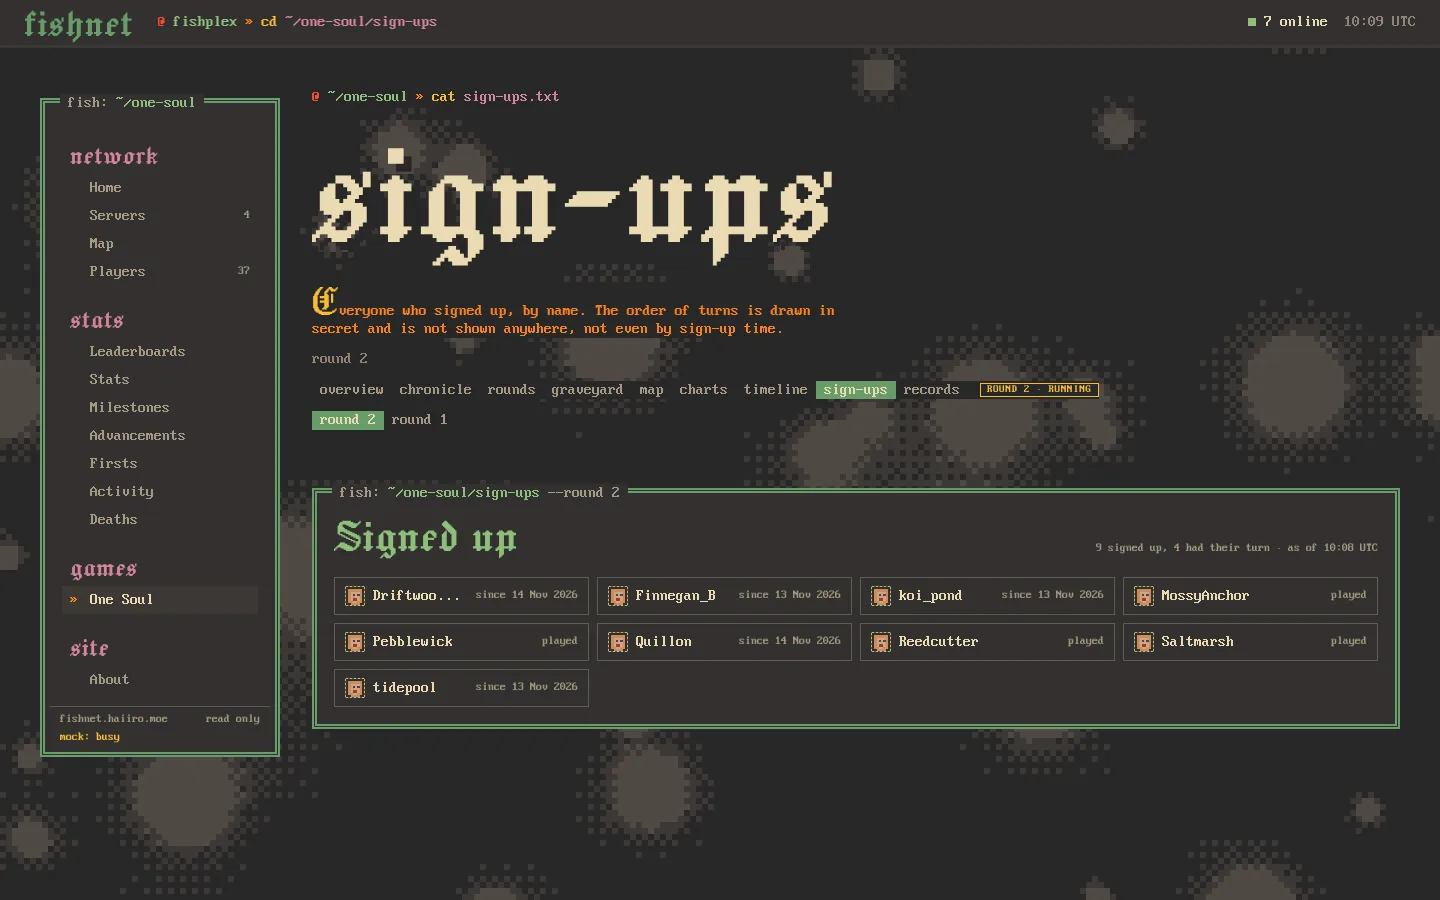 fishnet @ fishplex » cd ~/one-soul/sign-ups 7 online 10:09 UTC
fish: ~/one-soul
network
Home
Servers 4
Map
Players 37
stats
Leaderboards
Stats
Milestones
Advancements
Firsts
Activity
Deaths
games
» One Soul
site
About
fishnet.haiiro.moe read only
mock: busy
@ ~/one-soul » cat sign-ups.txt
sign-ups
Everyone who signed up, by name. The order of turns is drawn in
secret and is not shown anywhere, not even by sign-up time.
round 2
overview chronicle rounds graveyard map charts timeline sign-ups records ROUND 2 · RUNNING
round 2 round 1
fish: ~/one-soul/sign-ups --round 2
Signed up
9 signed up, 4 had their turn · as of 10:08 UTC
Driftwoo... since 14 Nov 2026 Finnegan_B since 13 Nov 2026 koi_pond since 13 Nov 2026 MossyAnchor played
Pebblewick played Quillon since 14 Nov 2026 Reedcutter played Saltmarsh played
tidepool since 13 Nov 2026